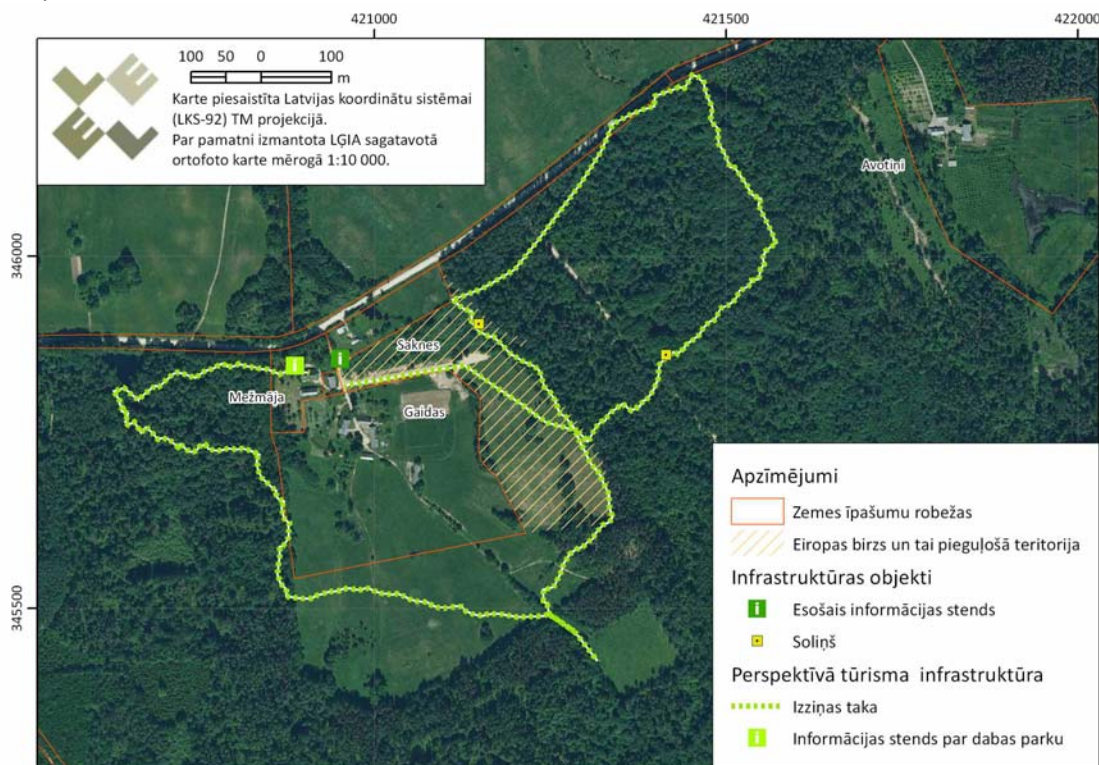 421000 421500 422000
100 50 0 100
m
Karte piesaistīta Latvijas koordinātu sistēmai
(LKS-92) TM projekcijā.
Par pamatni izmantota LĢIA sagatavotā
ortofoto karte mērogā 1:10 000.
Avotiņi
346000
Saknes
Mežmāja
Gaidas
345500
Apzīmējumi
Zemes īpašumu robežas
Eiropas birzs un tai pieguļošā teritorija
Infrastruktūras objekti
i Esošais informācijas stends
Soliņš
Perspektīvā tūrisma infrastruktūra
Izziņas taka
i Informācijas stends par dabas parku